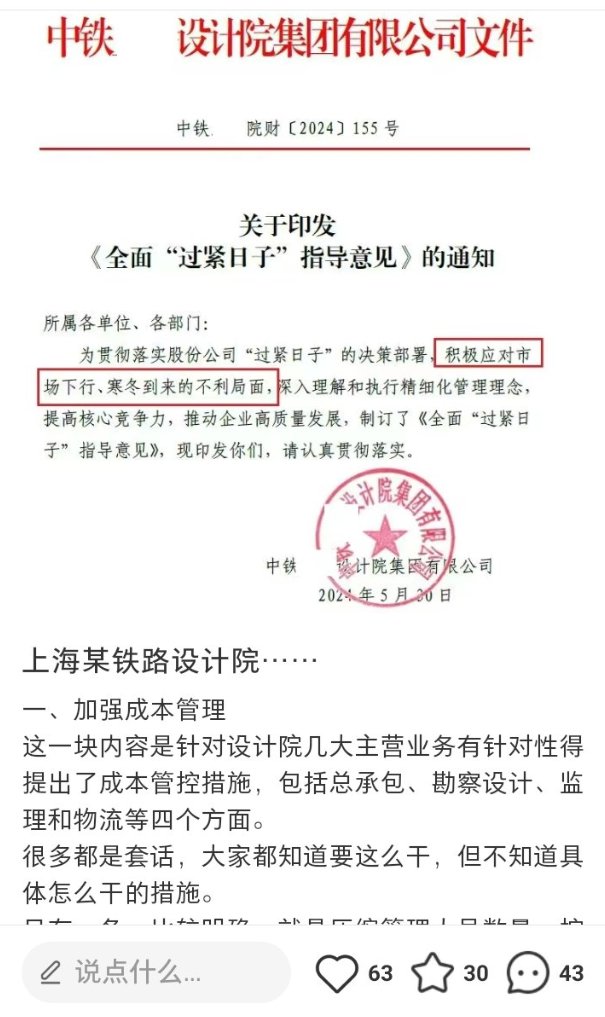 中铁 设计院集团有限公司文件
中铁 院财〔2024〕155 号
关于印发
《全面“过紧日子”指导意见》的通知
所属各单位、各部门：
为贯彻落实股份公司“过紧日子”的决策部署，积极应对市
场下行、寒冬到来的不利局面，深入理解和执行精细化管理理念，
提高核心竞争力，推动企业高质量发展，制订了《全面“过紧日
子”指导意见》，现印发你们，请认真贯彻落实。
设计院集团有限公司
中铁 设计院集团有限公司
2024 年 5 月 30 日
上海某铁路设计院……
一、加强成本管理
这一块内容是针对设计院几大主营业务有针对性得
提出了成本管控措施，包括总承包、勘察设计、监
理和物流等四个方面。
很多都是套话，大家都知道要这么干，但不知道具
体怎么干的措施。
说点什么...
63
30
43